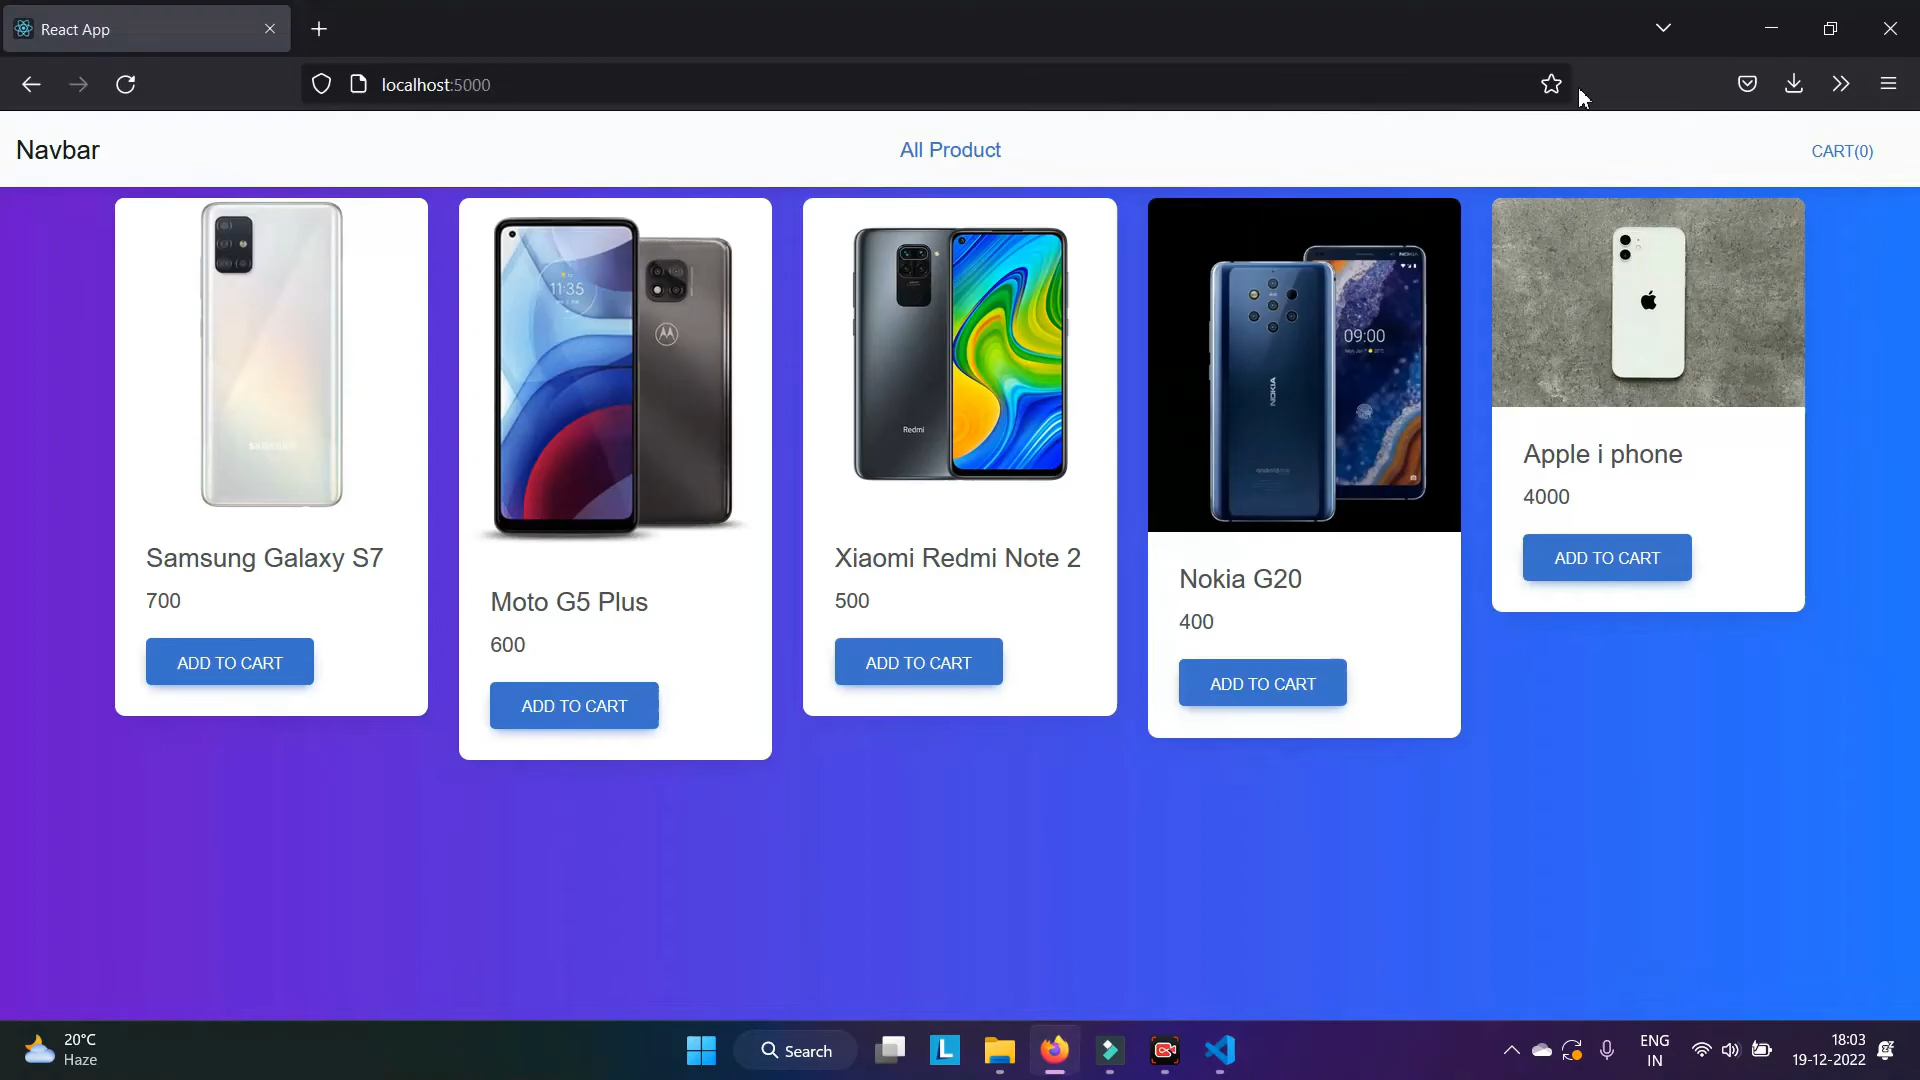 React App
localhost:5000
Navbar
All Product
CART(0)
SAMSUNG
11:35
Redmi
NOKIA
09:00
NOKIA
androidone
Samsung Galaxy S7
700
ADD TO CART
Moto G5 Plus
600
ADD TO CART
Xiaomi Redmi Note 2
500
ADD TO CART
Nokia G20
400
ADD TO CART
Apple i phone
4000
ADD TO CART
20°C
Haze
Search
L
ENG
IN
18:03
19-12-2022